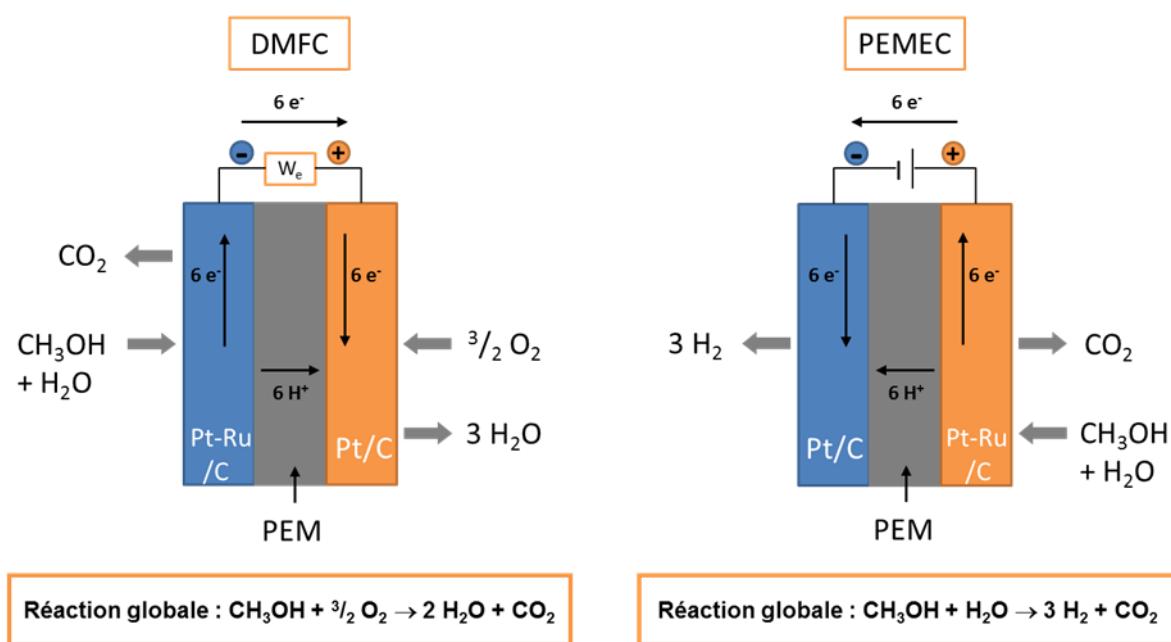 DMFC
6 e⁻
-
+
Wₑ
CO₂
6 e⁻
6 e⁻
CH₃OH
+ H₂O
³/₂ O₂
6 H⁺
3 H₂O
Pt-Ru
/C
Pt/C
PEM
Réaction globale : CH₃OH + ³/₂ O₂ → 2 H₂O + CO₂
PEMEC
6 e⁻
-
+
6 e⁻
6 e⁻
3 H₂
CO₂
6 H⁺
Pt/C
Pt-Ru
/C
CH₃OH
+ H₂O
PEM
Réaction globale : CH₃OH + H₂O → 3 H₂ + CO₂